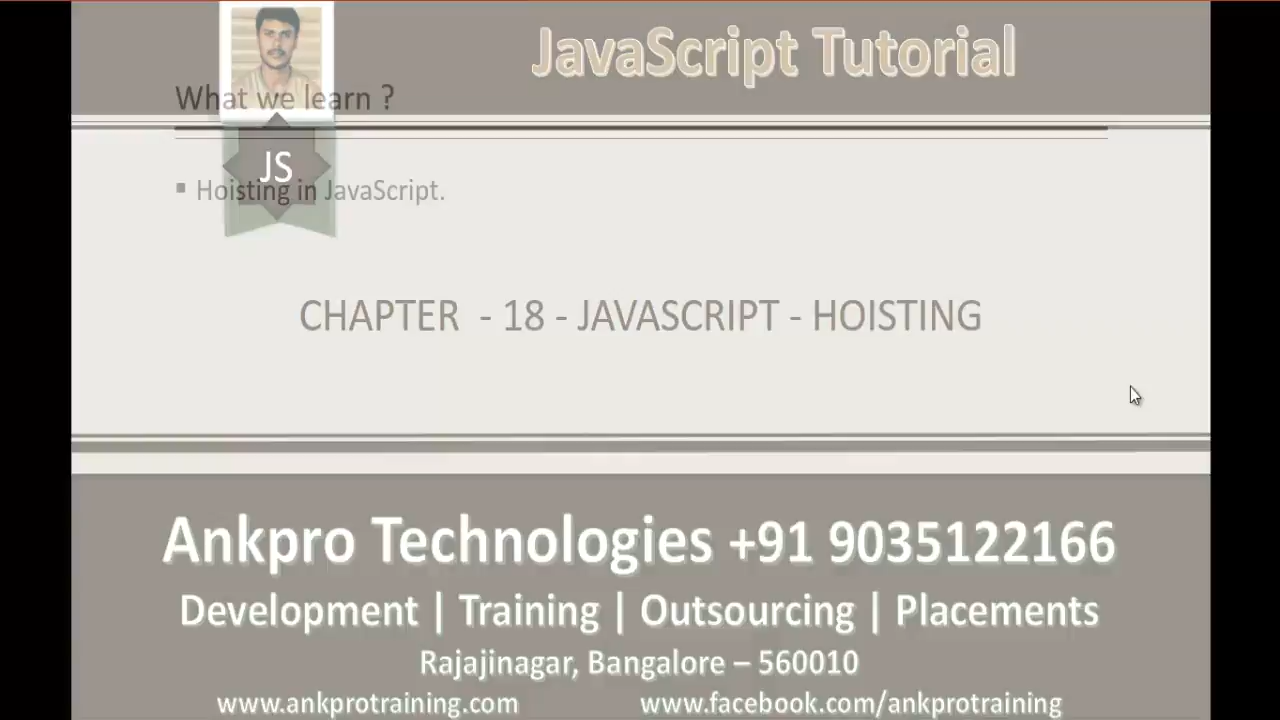 JavaScript Tutorial
What we learn ?
JS
▪ Hoisting in JavaScript.
CHAPTER - 18 - JAVASCRIPT - HOISTING
Ankpro Technologies +91 9035122166
Development | Training | Outsourcing | Placements
Rajajinagar, Bangalore – 560010
www.ankprotraining.com www.facebook.com/ankprotraining